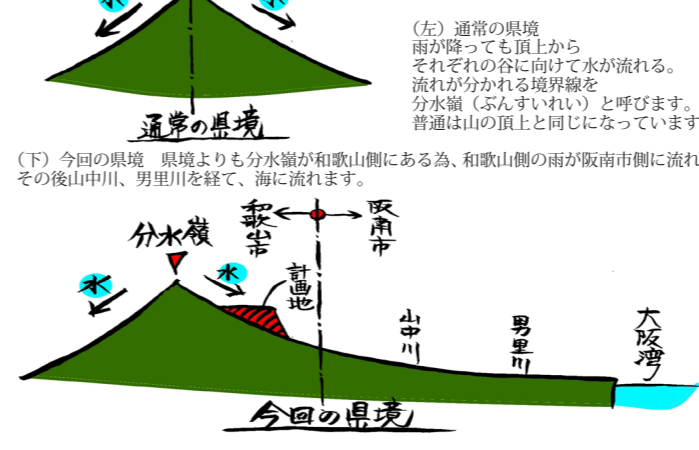 水 水
(左)通常の県境
雨が降っても頂上から
それぞれの谷に向けて水が流れる。
流れが分かれる境界線を
分水嶺(ぶんすいれい)と呼びます。
普通は山の頂上と同じになっています
通常の県境
(下)今回の県境 県境よりも分水嶺が和歌山側にある為、和歌山側の雨が阪南市側に流れ
その後山中川、男里川を経て、海に流れます。
和歌山市
阪南市
分水嶺
水
水
計画地
山中川
男里川
大阪湾
今回の県境